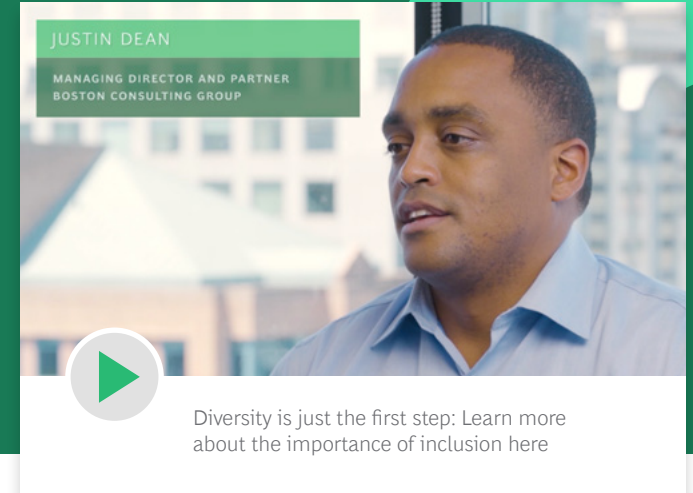 JUSTIN DEAN
MANAGING DIRECTOR AND PARTNER
BOSTON CONSULTING GROUP
Diversity is just the first step: Learn more
about the importance of inclusion here